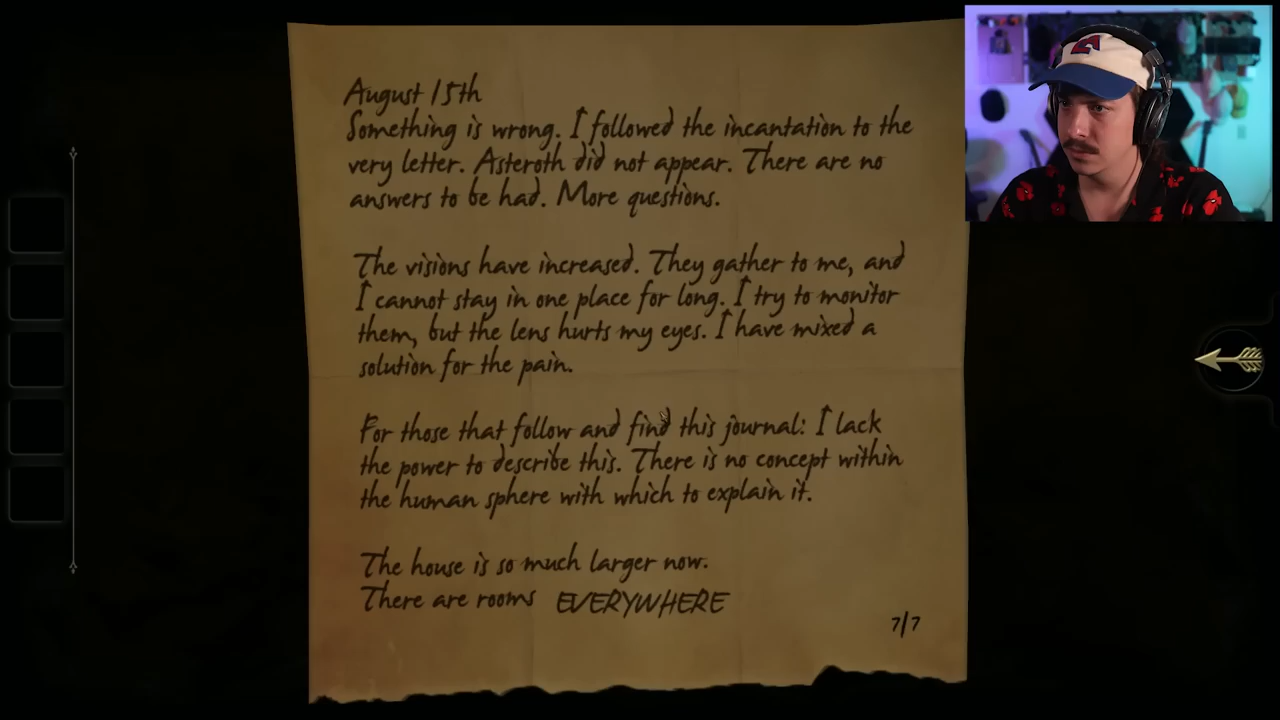 August 15th
Something is wrong. I followed the incantation to the
very letter. Asteroth did not appear. There are no
answers to be had. More questions.
The visions have increased. They gather to me, and
I cannot stay in one place for long. I try to monitor
them, but the lens hurts my eyes. I have mixed a
solution for the pain.
For those that follow and find this journal: I lack
the power to describe this. There is no concept within
the human sphere with which to explain it.
The house is so much larger now.
There are rooms EVERYWHERE
7/7